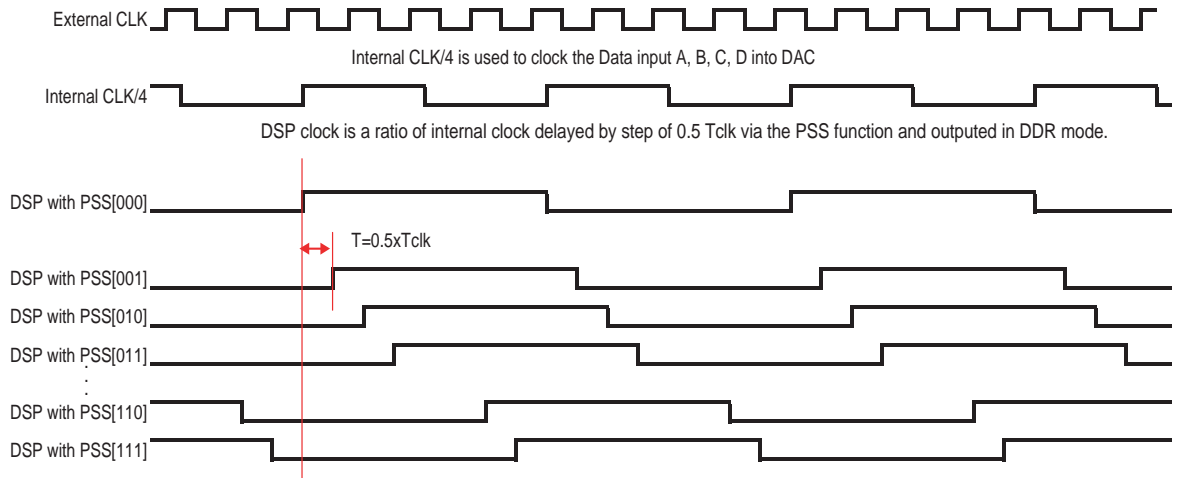 External CLK
Internal CLK/4 is used to clock the Data input A, B, C, D into DAC
Internal CLK/4
DSP clock is a ratio of internal clock delayed by step of 0.5 Tclk via the PSS function and outputed in DDR mode.
DSP with PSS[000]
T=0.5xTclk
DSP with PSS[001]
DSP with PSS[010]
DSP with PSS[011]
.
.
.
DSP with PSS[110]
DSP with PSS[111]